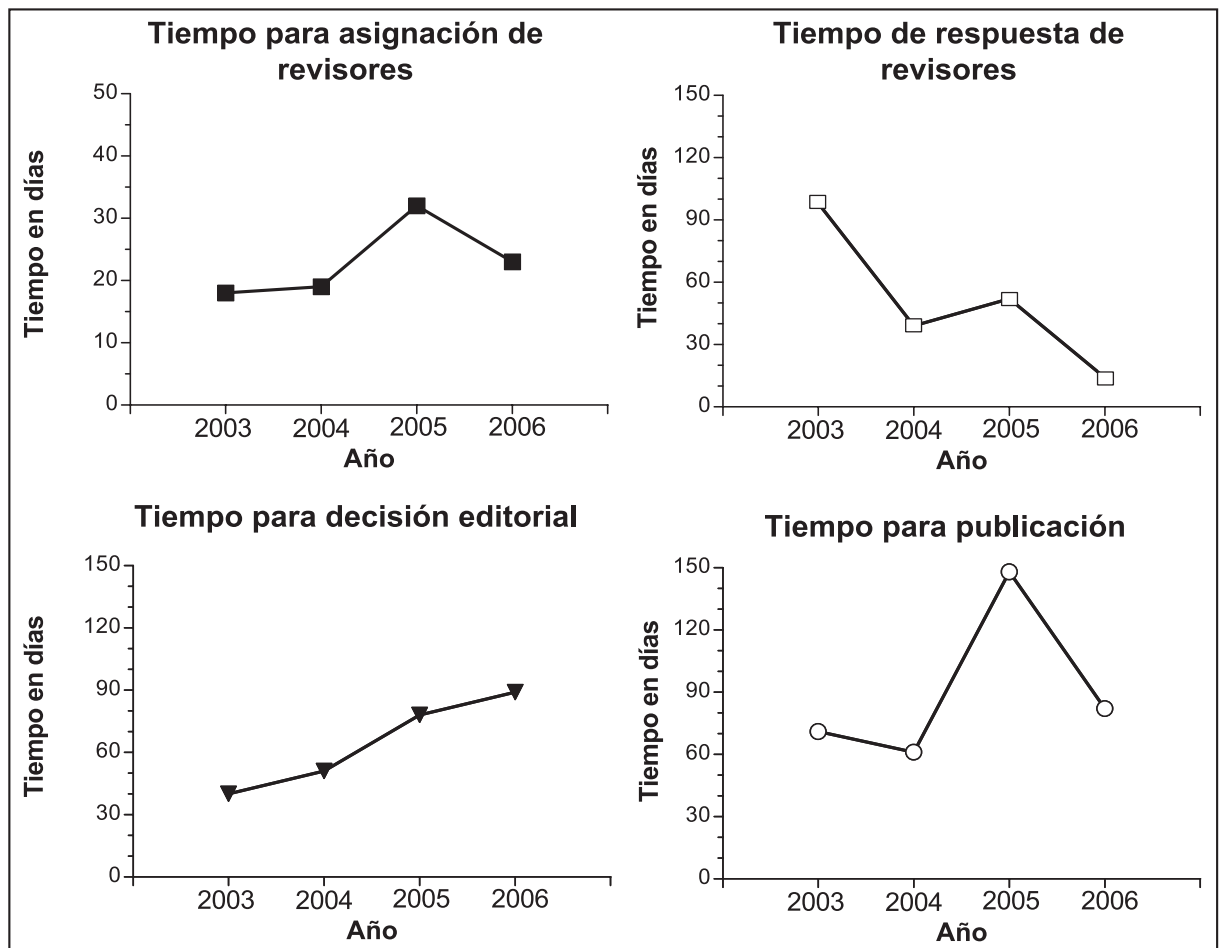 Tiempo para asignación de
revisores
50
40
30
20
10
0
Tiempo en días
2003 2004 2005 2006
Año
Tiempo de respuesta de
revisores
150
120
90
60
30
0
Tiempo en días
2003 2004 2005 2006
Año
Tiempo para decisión editorial
150
120
90
60
30
0
Tiempo en días
2003 2004 2005 2006
Año
Tiempo para publicación
150
120
90
60
30
0
Tiempo en días
2003 2004 2005 2006
Año